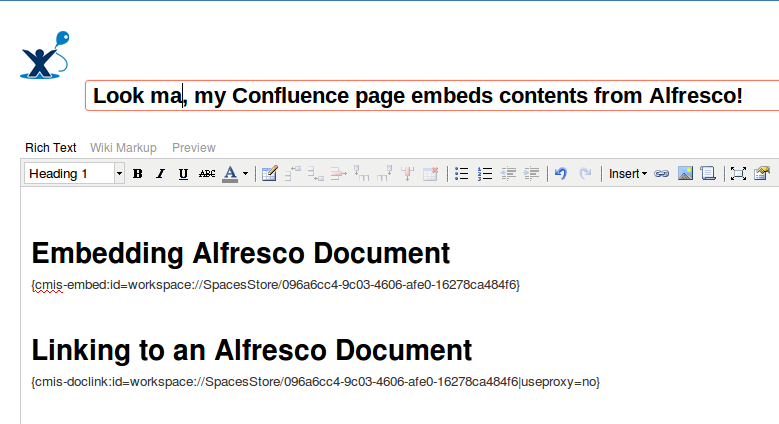 Look ma, my Confluence page embeds contents from Alfresco!
Rich Text Wiki Markup Preview
Heading 1 B I U ABC A Insert
Embedding Alfresco Document
{cmis-embed:id=workspace://SpacesStore/096a6cc4-9c03-4606-afe0-16278ca484f6}
Linking to an Alfresco Document
{cmis-doclink:id=workspace://SpacesStore/096a6cc4-9c03-4606-afe0-16278ca484f6|useproxy=no}